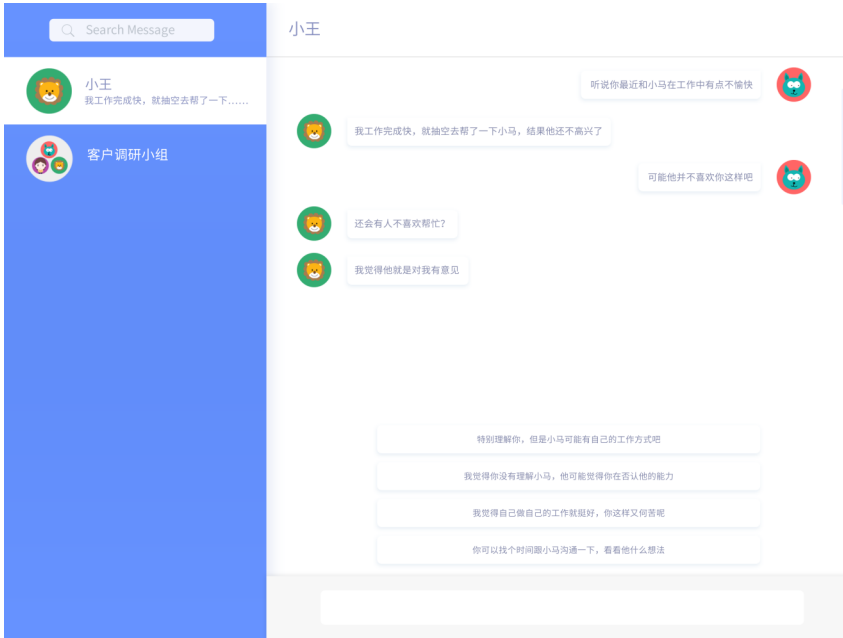 Search Message
小王
我工作完成快，就抽空去帮了一下……
客户调研小组
小王
听说你最近和小马在工作中有点不愉快
我工作完成快，就抽空去帮了一下小马，结果他还不高兴了
可能他并不喜欢你这样吧
还会有人不喜欢帮忙？
我觉得他就是对我有意见
特别理解你，但是小马可能有自己的工作方式吧
我觉得你没有理解小马，他可能觉得你在否认他的能力
我觉得自己做自己的工作就挺好，你这样又何苦呢
你可以找个时间跟小马沟通一下，看看他什么想法